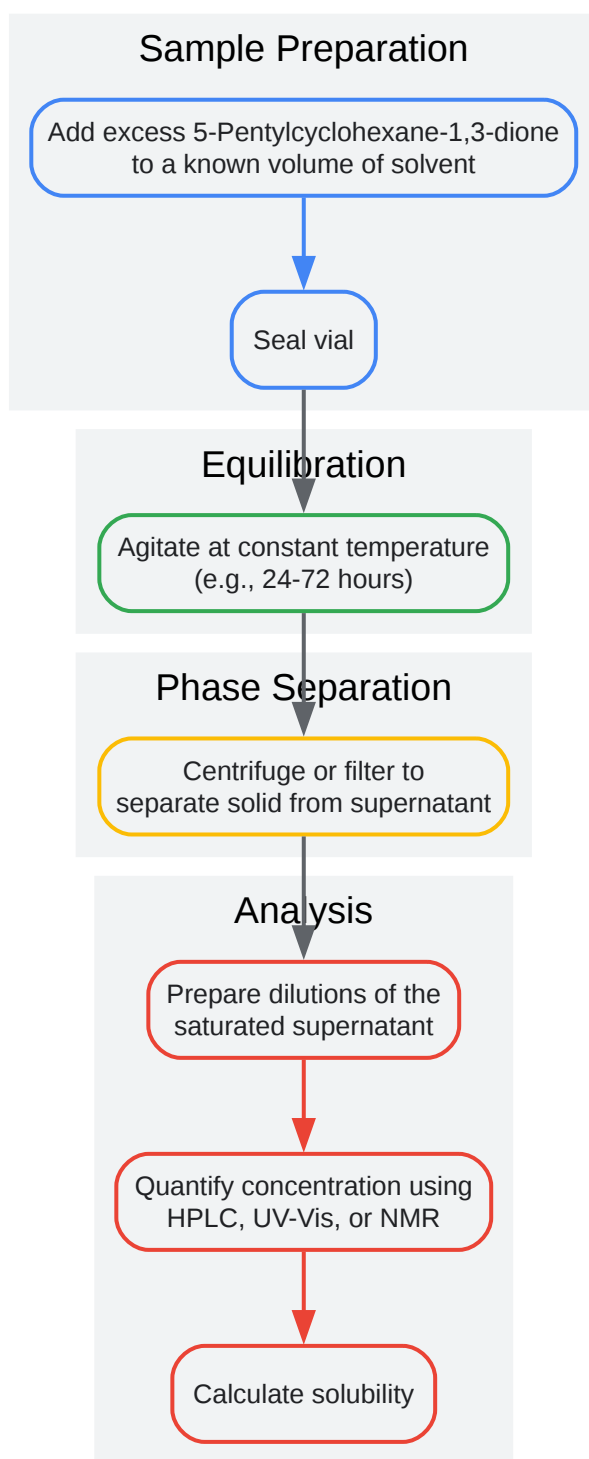 Sample Preparation
Add excess 5-Pentylcyclohexane-1,3-dione
to a known volume of solvent
Seal vial
Equilibration
Agitate at constant temperature
(e.g., 24-72 hours)
Phase Separation
Centrifuge or filter to
separate solid from supernatant
Analysis
Prepare dilutions of the
saturated supernatant
Quantify concentration using
HPLC, UV-Vis, or NMR
Calculate solubility